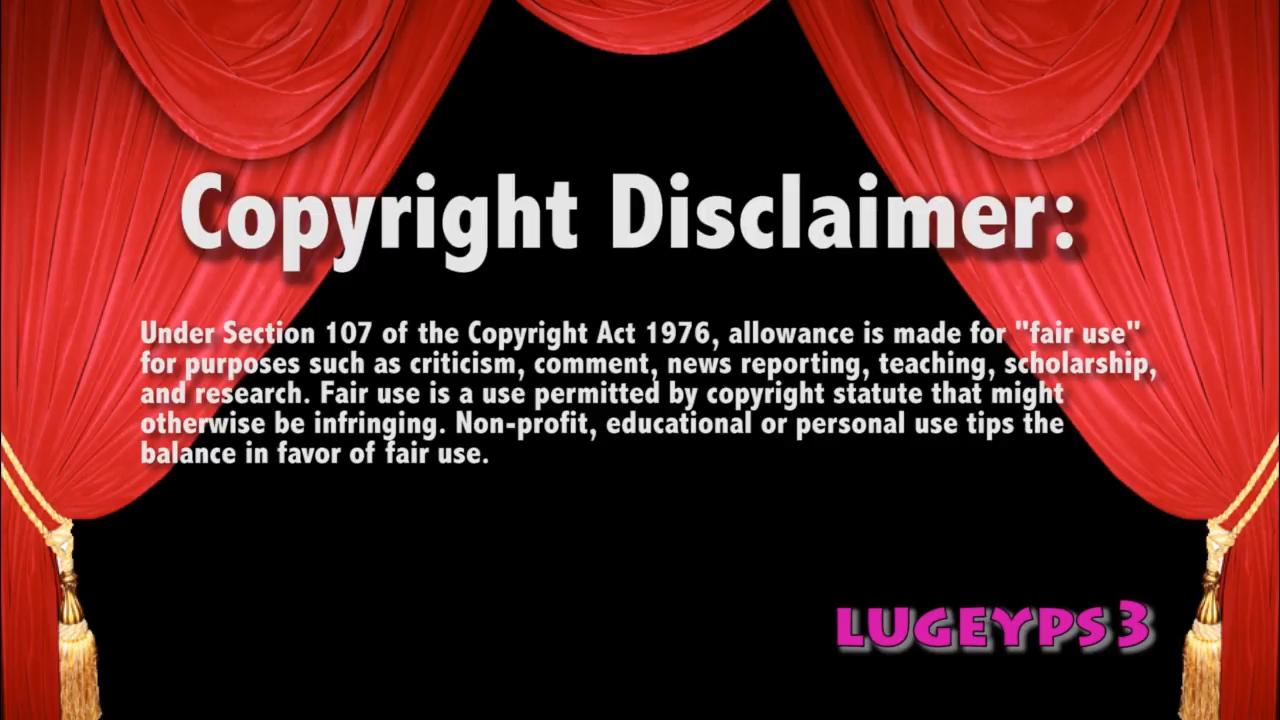 Copyright Disclaimer:
Under Section 107 of the Copyright Act 1976, allowance is made for "fair use"
for purposes such as criticism, comment, news reporting, teaching, scholarship,
and research. Fair use is a use permitted by copyright statute that might
otherwise be infringing. Non-profit, educational or personal use tips the
balance in favor of fair use.
LUGEYPS3